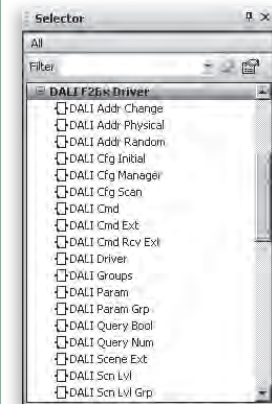 Selector
All
Filter
DALI F26x Driver
DALI Addr Change
DALI Addr Physical
DALI Addr Random
DALI Cfg Initial
DALI Cfg Manager
DALI Cfg Scan
DALI Cmd
DALI Cmd Ext
DALI Cmd Rcv Ext
DALI Driver
DALI Groups
DALI Param
DALI Param Grp
DALI Query Bool
DALI Query Num
DALI Scene Ext
DALI Scn Lvl
DALI Scn Lvl Grp